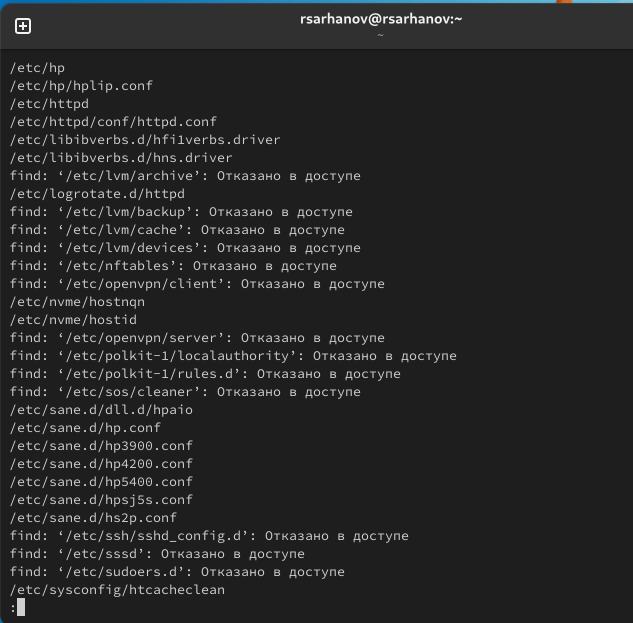 rsarhanov@rsarhanov:~
~
/etc/hp
/etc/hp/hplip.conf
/etc/httpd
/etc/httpd/conf/httpd.conf
/etc/libibverbs.d/hfi1verbs.driver
/etc/libibverbs.d/hns.driver
find: ‘/etc/lvm/archive’: Отказано в доступе
/etc/logrotate.d/httpd
find: ‘/etc/lvm/backup’: Отказано в доступе
find: ‘/etc/lvm/cache’: Отказано в доступе
find: ‘/etc/lvm/devices’: Отказано в доступе
find: ‘/etc/nftables’: Отказано в доступе
find: ‘/etc/openvpn/client’: Отказано в доступе
/etc/nvme/hostnqn
/etc/nvme/hostid
find: ‘/etc/openvpn/server’: Отказано в доступе
find: ‘/etc/polkit-1/localauthority’: Отказано в доступе
find: ‘/etc/polkit-1/rules.d’: Отказано в доступе
find: ‘/etc/sos/cleaner’: Отказано в доступе
/etc/sane.d/dll.d/hpaio
/etc/sane.d/hp.conf
/etc/sane.d/hp3900.conf
/etc/sane.d/hp4200.conf
/etc/sane.d/hp5400.conf
/etc/sane.d/hpsj5s.conf
/etc/sane.d/hs2p.conf
find: ‘/etc/ssh/sshd_config.d’: Отказано в доступе
find: ‘/etc/sssd’: Отказано в доступе
find: ‘/etc/sudoers.d’: Отказано в доступе
/etc/sysconfig/htcacheclean
: